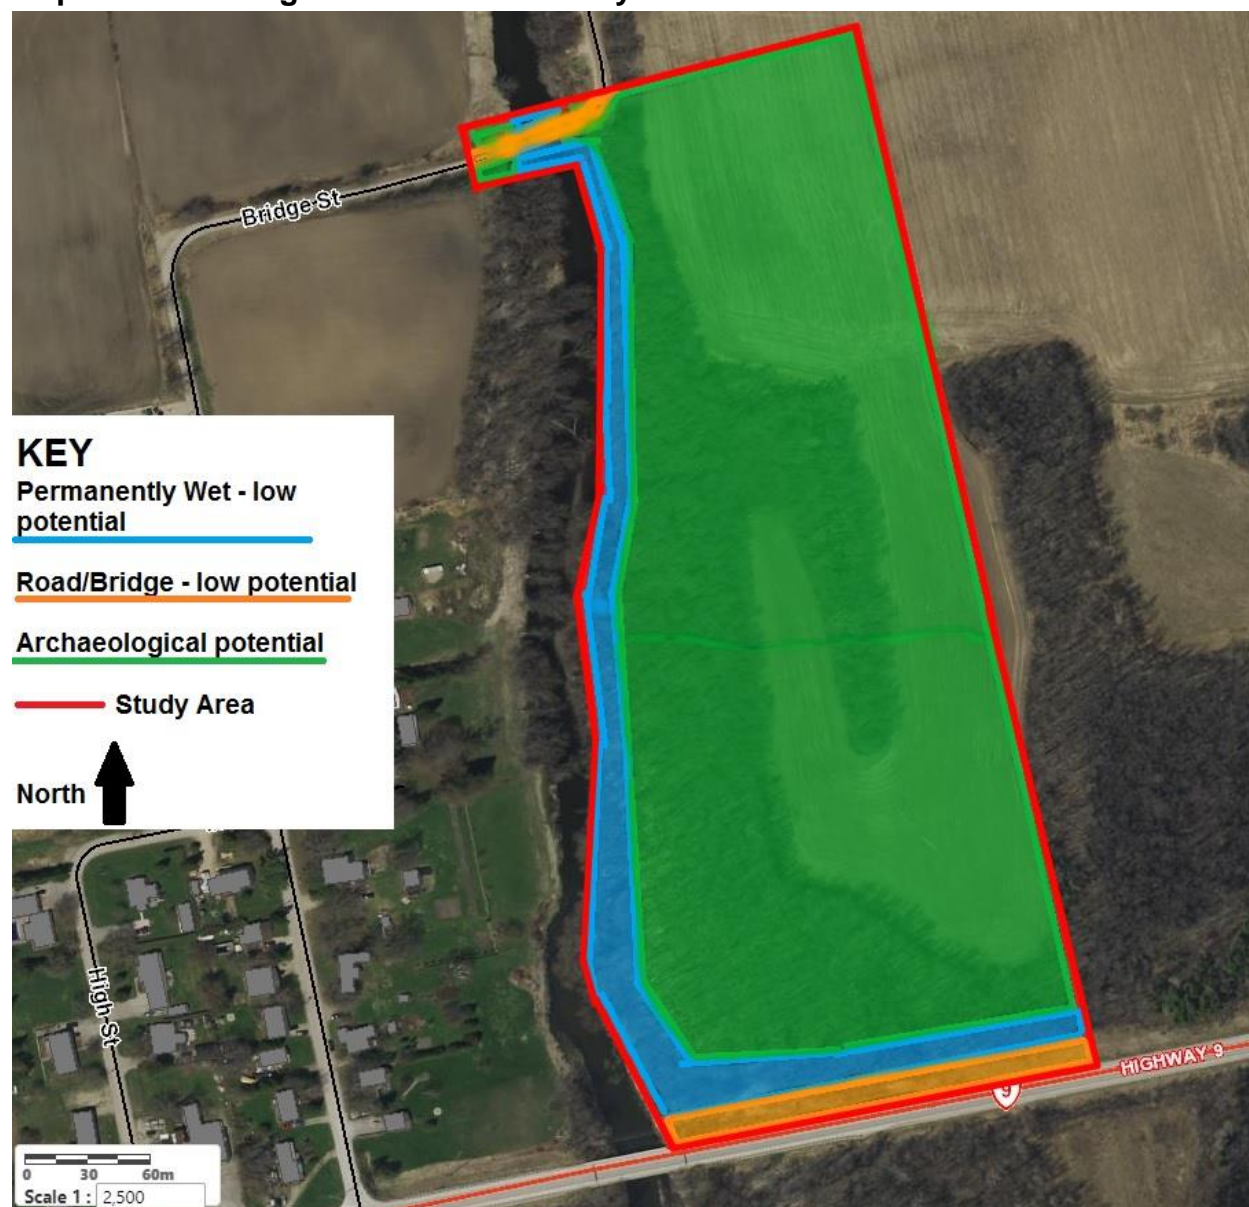 Bridge St
KEY
Permanently Wet - low
potential
Road/Bridge - low potential
Archaeological potential
Study Area
North
High St
HIGHWAY 9
9
0 30 60m
Scale 1 : 2,500